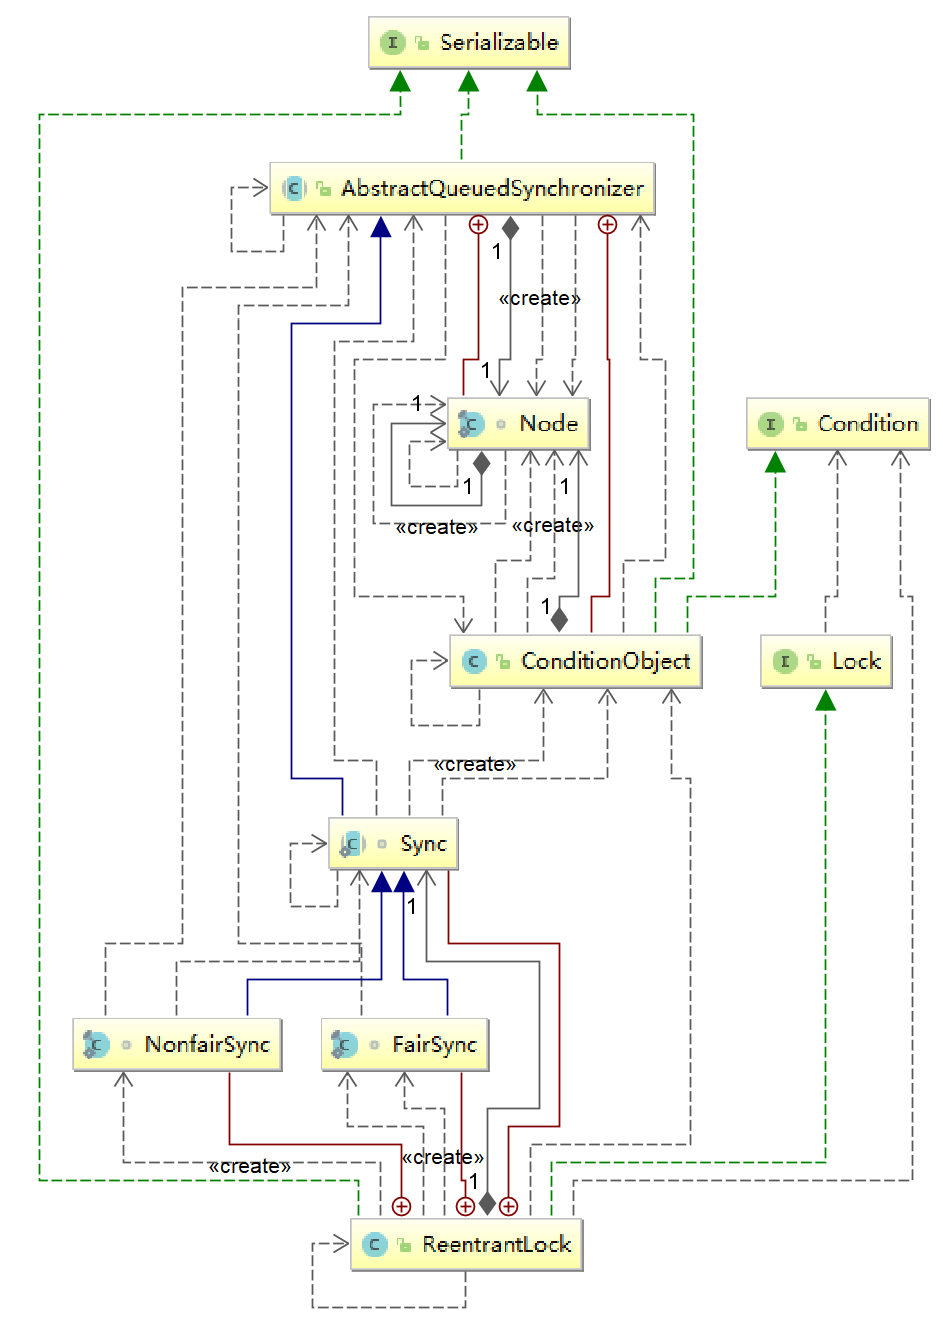 I Serializable
C AbstractQueuedSynchronizer
1
«create»
1
1
C Node
I Condition
1
1
«create»
«create»
1
C ConditionObject
I Lock
«create»
C Sync
1
C NonfairSync
C FairSync
«create»
«create»
1
C ReentrantLock